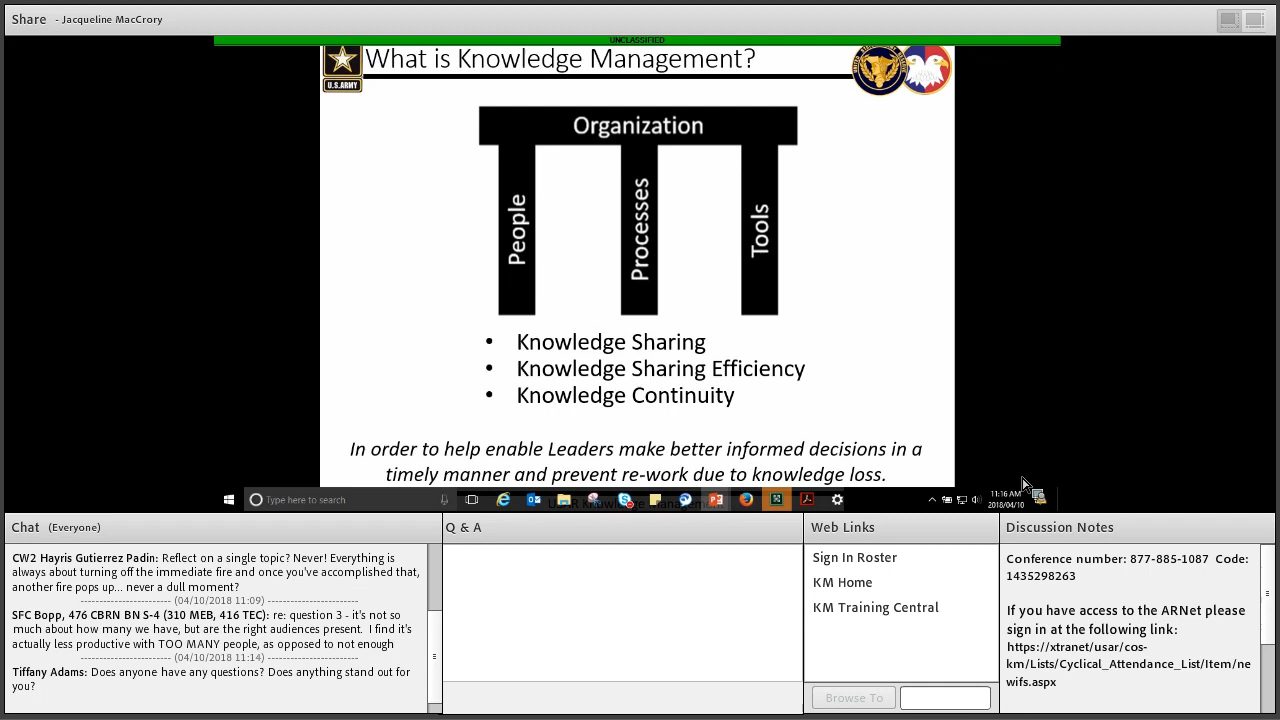 Share - Jacqueline MacCrory
UNCLASSIFIED
What is Knowledge Management?
U.S.ARMY
Organization
People
Processes
Tools
• Knowledge Sharing
• Knowledge Sharing Efficiency
• Knowledge Continuity
In order to help enable Leaders make better informed decisions in a
timely manner and prevent re-work due to knowledge loss.
Type here to search
11:16 AM
2018/04/10
Chat (Everyone)
CW2 Hayris Gutierrez Padin: Reflect on a single topic? Never! Everything is
always about turning off the immediate fire and once you've accomplished that,
another fire pops up... never a dull moment?
------------------ (04/10/2018 11:09) ------------------
SFC Bopp, 476 CBRN BN S-4 (310 MEB, 416 TEC): re: question 3 - it's not so
much about how many we have, but are the right audiences present. I find it's
actually less productive with TOO MANY people, as opposed to not enough
------------------ (04/10/2018 11:14) ------------------
Tiffany Adams: Does anyone have any questions? Does anything stand out for
you?
Q & A
Web Links
Sign In Roster
KM Home
KM Training Central
Browse To
Discussion Notes
Conference number: 877-885-1087 Code:
1435298263
If you have access to the ARNet please
sign in at the following link:
https://xtranet/usar/cos-
km/Lists/Cyclical_Attendance_List/Item/ne
wifs.aspx